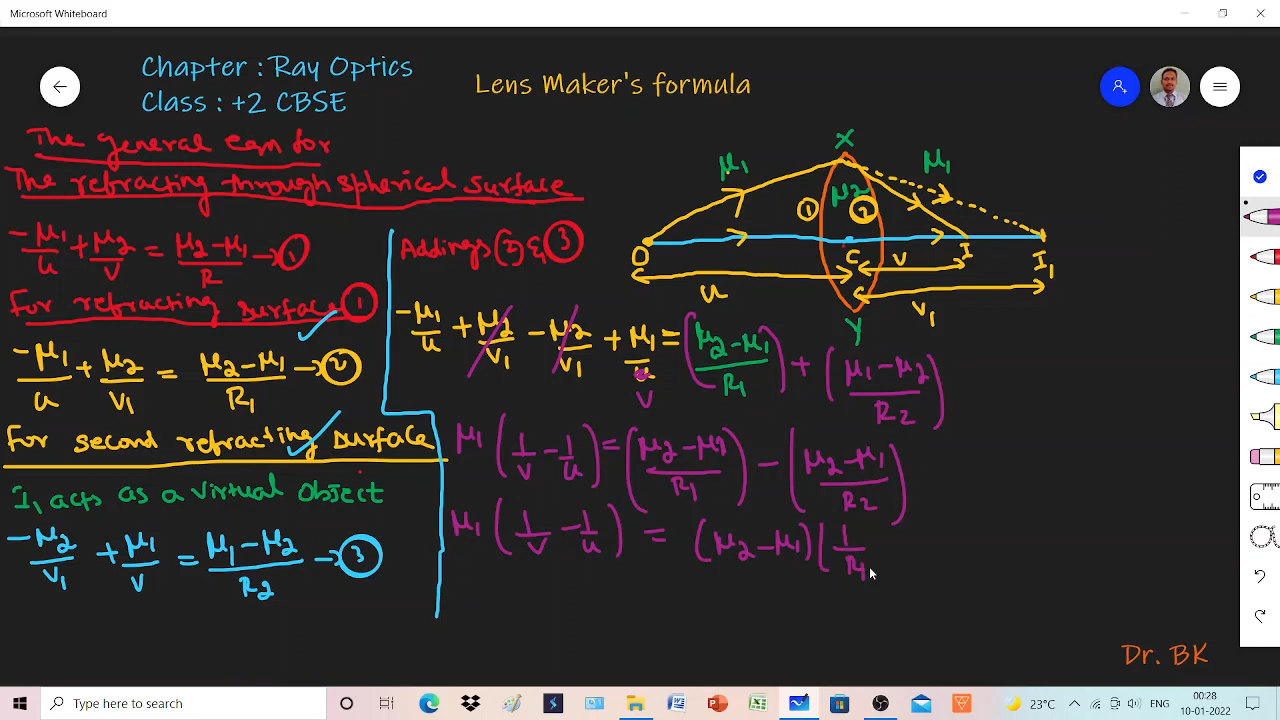 Microsoft Whiteboard
Chapter : Ray Optics
Class : +2 CBSE
Lens Maker's formula
The general eqn for
The refracting through spherical surface
-μ1/u + μ2/v = μ2-μ1/R → ①
For refracting surface ①
-μ1/u + μ2/v1 = μ2-μ1/R1 → ②
For second refracting surface
I1 acts as a virtual object
-μ2/v1 + μ1/v = μ1-μ2/R2 → ③
Addings (2) & ③
-μ1/u + μ2/v1 - μ2/v1 + μ1/v = (μ2-μ1/R1) + (μ1-μ2/R2)
μ1 (1/v - 1/u) = (μ2-μ1/R1) - (μ2-μ1/R2)
μ1 (1/v - 1/u) = (μ2-μ1) (1/R1
X
μ1
μ1
μ2
① ②
O C I I1
u v
v1
Y
Dr. BK
Type here to search
23°C
ENG
00:28
10-01-2022